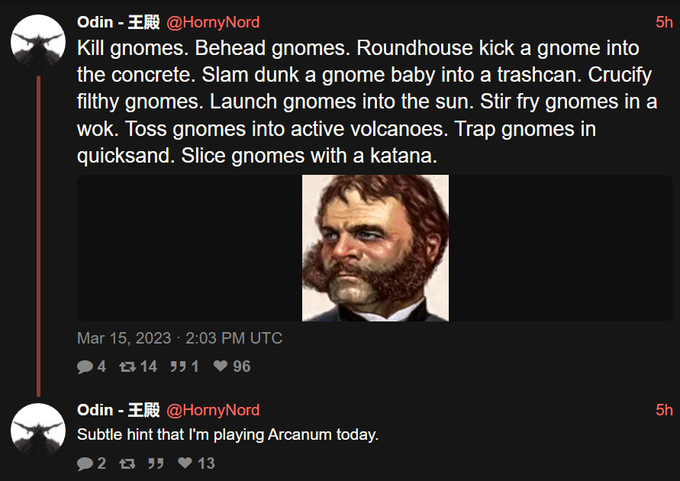 Odin - 王殿 @HornyNord 5h
Kill gnomes. Behead gnomes. Roundhouse kick a gnome into
the concrete. Slam dunk a gnome baby into a trashcan. Crucify
filthy gnomes. Launch gnomes into the sun. Stir fry gnomes in a
wok. Toss gnomes into active volcanoes. Trap gnomes in
quicksand. Slice gnomes with a katana.
Mar 15, 2023 · 2:03 PM UTC
4 14 1 96
Odin - 王殿 @HornyNord 5h
Subtle hint that I'm playing Arcanum today.
2 13